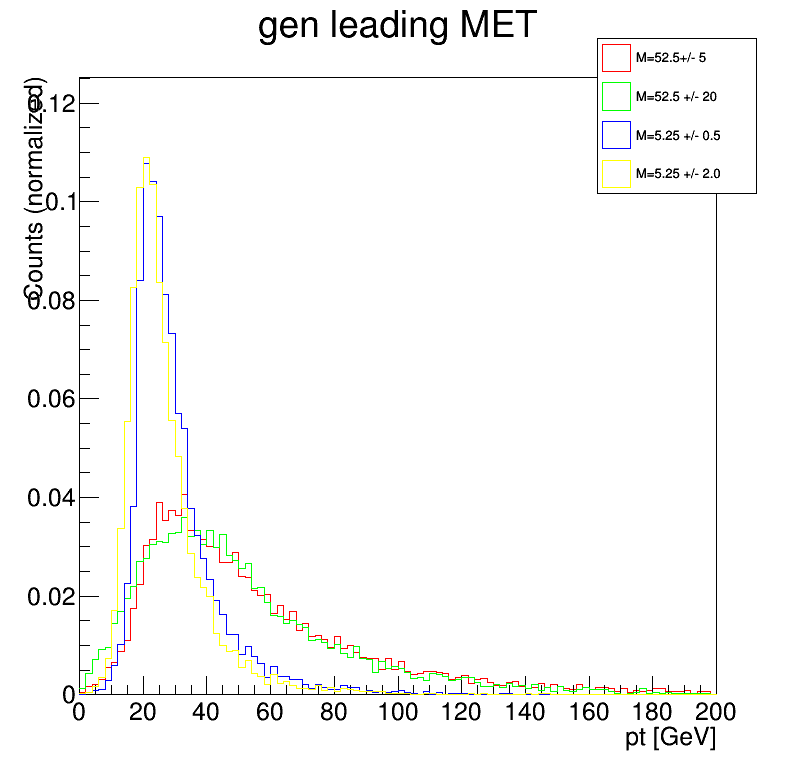 gen leading MET
M=52.5+/- 5
M=52.5 +/- 20
M=5.25 +/- 0.5
M=5.25 +/- 2.0
Counts (normalized)
0.12
0.1
0.08
0.06
0.04
0.02
0
0 20 40 60 80 100 120 140 160 180 200
pt [GeV]